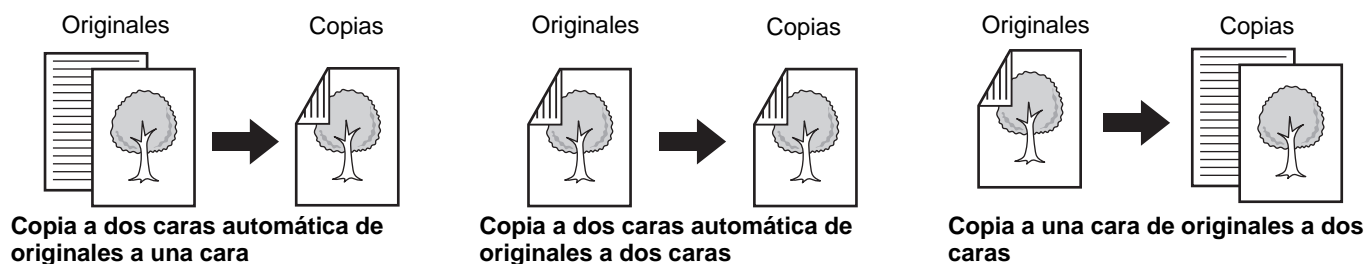 Originales
Copias
Copia a dos caras automática de
originales a una cara
Originales
Copias
Copia a dos caras automática de
originales a dos caras
Originales
Copias
Copia a una cara de originales a dos
caras